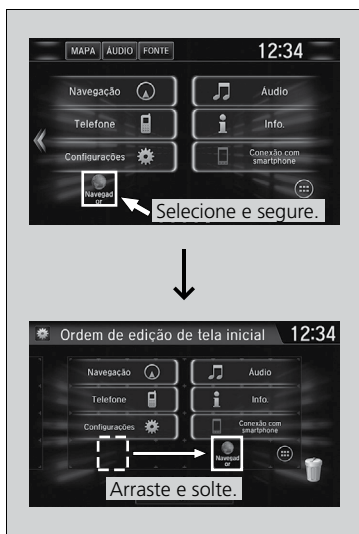 MAPA ÁUDIO FONTE 12:34
Navegação Áudio
Telefone Info.
Configurações Conexão com
smartphone
Navegad
or
Selecione e segure.
Ordem de edição de tela inicial 12:34
Navegação Áudio
Telefone Info.
Configurações Conexão com
smartphone
Navegad
or
Arraste e solte.